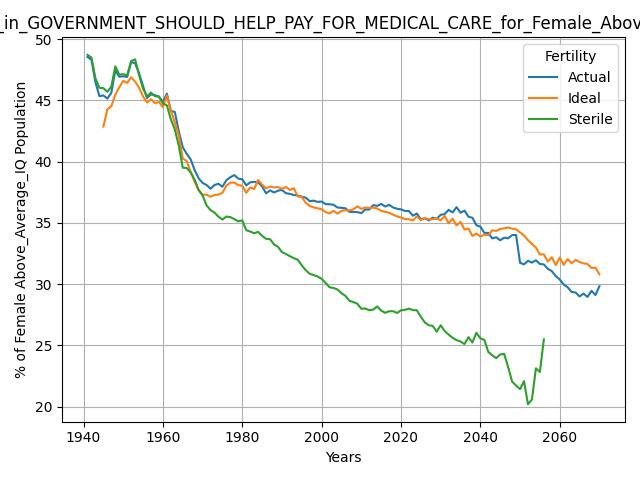 _in_GOVERNMENT_SHOULD_HELP_PAY_FOR_MEDICAL_CARE_for_Female_Abov
% of Female Above_Average_IQ Population
50
45
40
35
30
25
20
Fertility
Actual
Ideal
Sterile
1940 1960 1980 2000 2020 2040 2060
Years